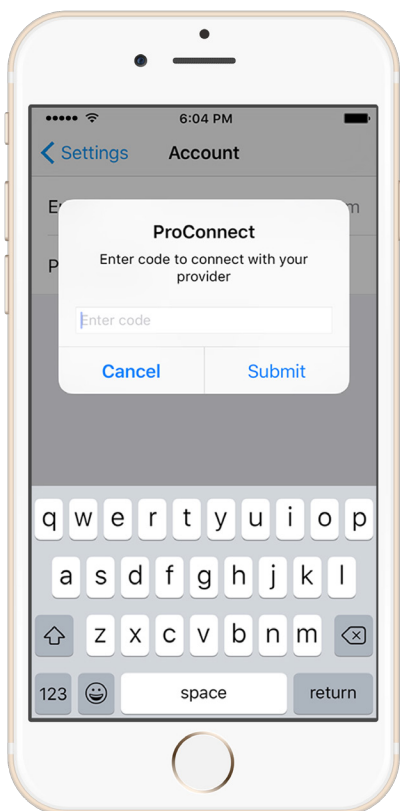 6:04 PM
Settings
Account
ProConnect
Enter code to connect with your
provider
Enter code
Cancel
Submit
q w e r t y u i o p
a s d f g h j k l
z x c v b n m
123 space return